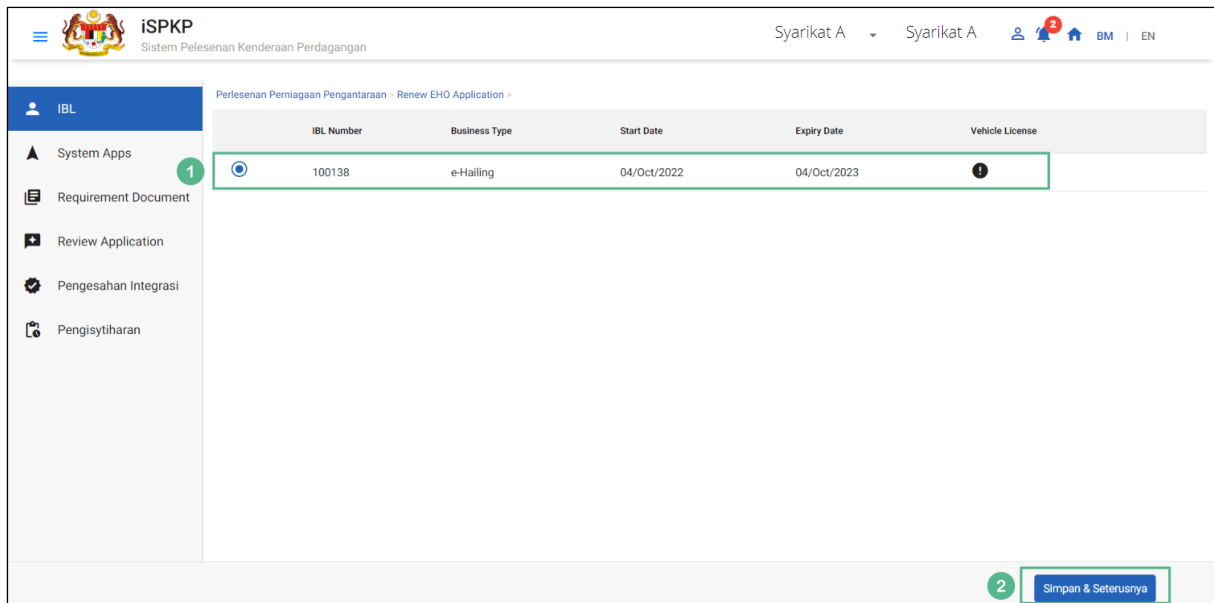 iSPKP
Sistem Pelesenan Kenderaan Perdagangan
Syarikat A Syarikat A 2 BM | EN
IBL
System Apps
Requirement Document
Review Application
Pengesahan Integrasi
Pengisytiharan
Perlesenan Perniagaan Pengantaraan > Renew EHO Application >
IBL Number Business Type Start Date Expiry Date Vehicle License
1 100138 e-Hailing 04/Oct/2022 04/Oct/2023
2 Simpan & Seterusnya